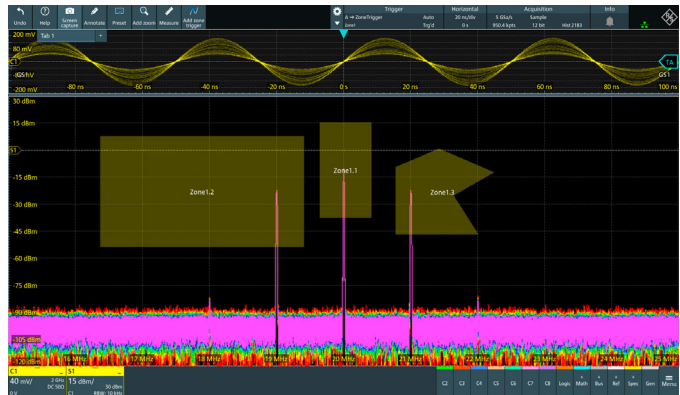 Undo Help Screen capture Annotate Preset Add zoom Measure Add zone trigger
Trigger Horizontal Acquisition Info
A ➞ ZoneTrigger Auto 20 ns/div 5 GSa/s Sample
Zone1 Trig'd 0 s 950.4 kpts 12 bit Hist 2183
200 mV Tab 1 +
80 mV
C1 TA
-200 mV -80 ns -60 ns -40 ns -20 ns 0 s 20 ns 40 ns 60 ns 80 ns 100 ns
30 dBm
15 dBm
S1
Zone1.1
-15 dBm
Zone1.2 Zone1.3
-30 dBm
-45 dBm
-60 dBm
-75 dBm
-90 dBm
-105 dBm
-120 dBm 16 MHz 17 MHz 18 MHz 19 MHz 20 MHz 21 MHz 22 MHz 23 MHz 24 MHz 25 MHz
C1 S1
40 mV/ 2 GHz 15 dBm/
DC 50Ω 30 dBm
0 V C1 RBW: 10 kHz
C2 C3 C4 C5 C6 C7 C8 Logic Math Bus Ref Spec Gen Menu